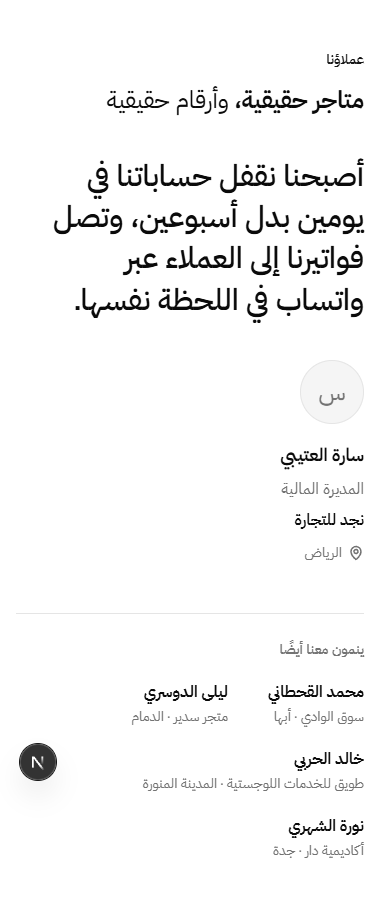 عملاؤنا
متاجر حقيقية، وأرقام حقيقية
أصبحنا نقفل حساباتنا في
يومين بدل أسبوعين، وتصل
فواتيرنا إلى العملاء عبر
واتساب في اللحظة نفسها.
س
سارة العتيبي
المديرة المالية
نجد للتجارة
الرياض
ينمون معنا أيضًا
محمد القحطاني
سوق الوادي · أبها
ليلى الدوسري
متجر سدير · الدمام
خالد الحربي
طويق للخدمات اللوجستية · المدينة المنورة
N
نورة الشهري
أكاديمية دار · جدة